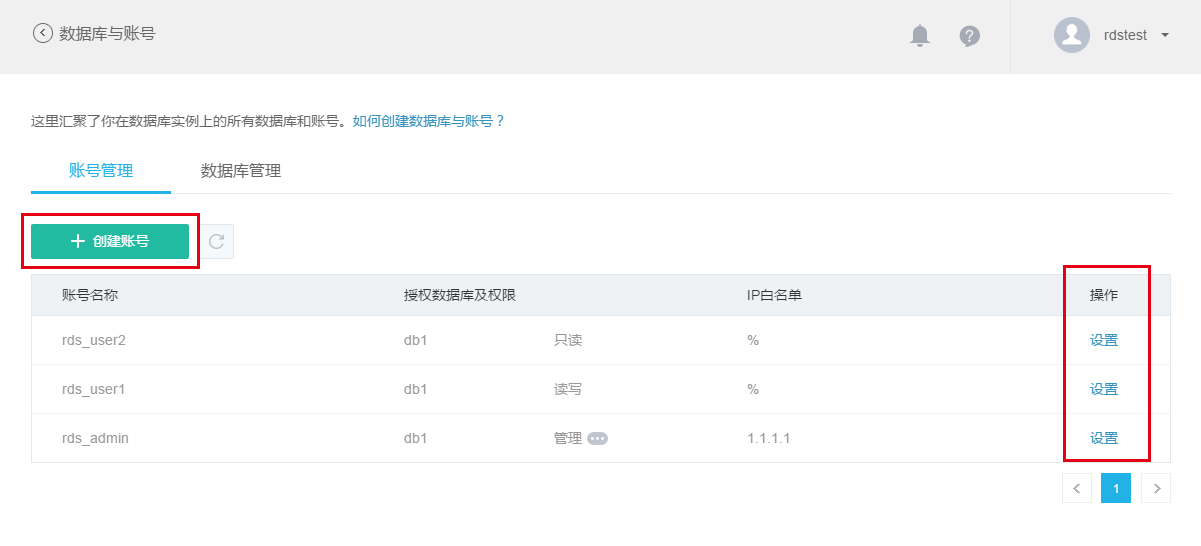 数据库与账号
rdstest
这里汇聚了你在数据库实例上的所有数据库和账号。如何创建数据库与账号？
账号管理 数据库管理
创建账号
账号名称 授权数据库及权限 IP白名单 操作
rds_user2 db1 只读 % 设置
rds_user1 db1 读写 % 设置
rds_admin db1 管理 1.1.1.1 设置
1